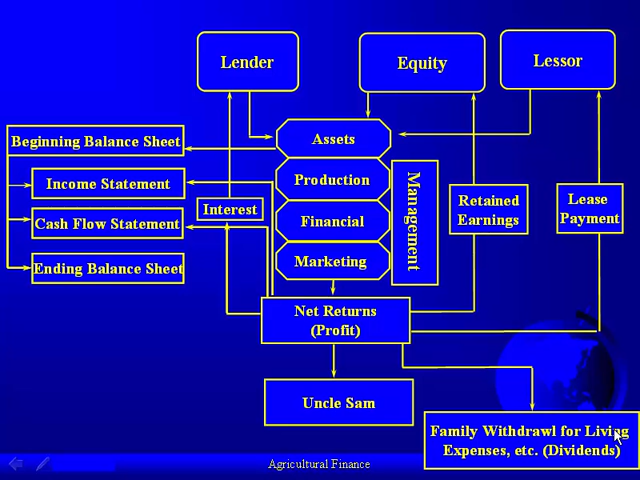 Lender
Equity
Lessor
Assets
Beginning Balance Sheet
Production
Income Statement
Management
Interest
Retained
Earnings
Lease
Payment
Financial
Cash Flow Statement
Marketing
Ending Balance Sheet
Net Returns
(Profit)
Uncle Sam
Family Withdrawl for Living
Expenses, etc. (Dividends)
Agricultural Finance